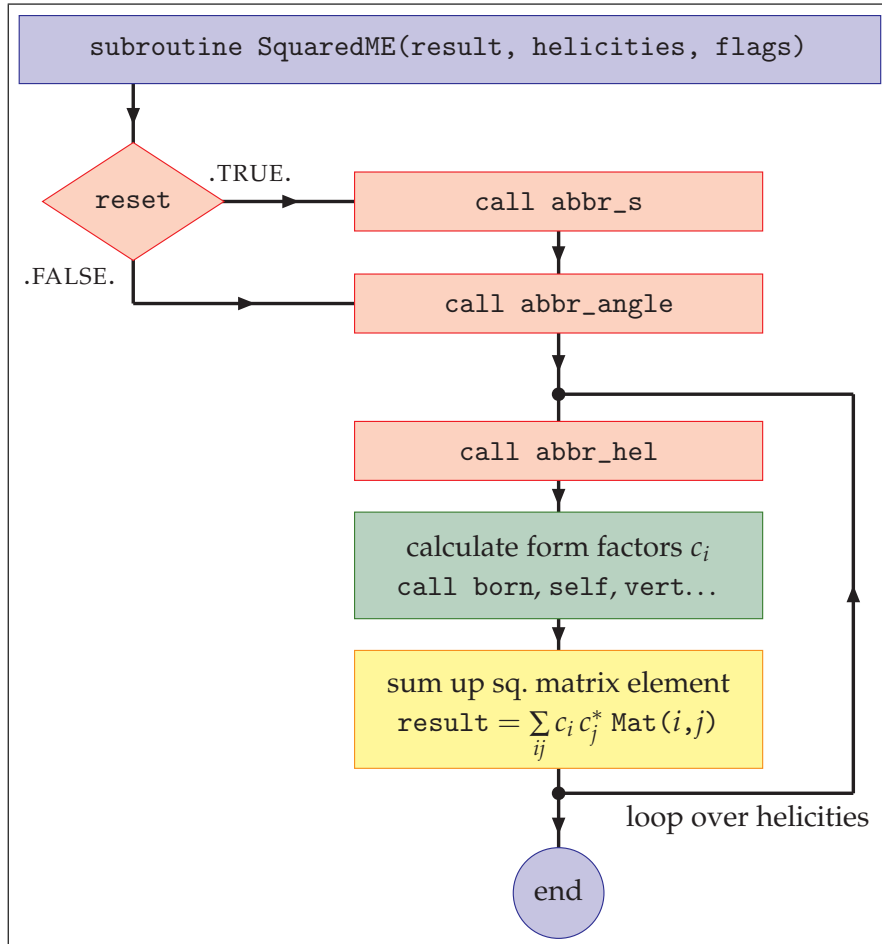 subroutine SquaredME(result, helicities, flags)
.TRUE.
reset
call abbr_s
.FALSE.
call abbr_angle
call abbr_hel
calculate form factors c_i
call born, self, vert...
sum up sq. matrix element
result = ∑_{ij} c_i c_j^* Mat(i,j)
loop over helicities
end